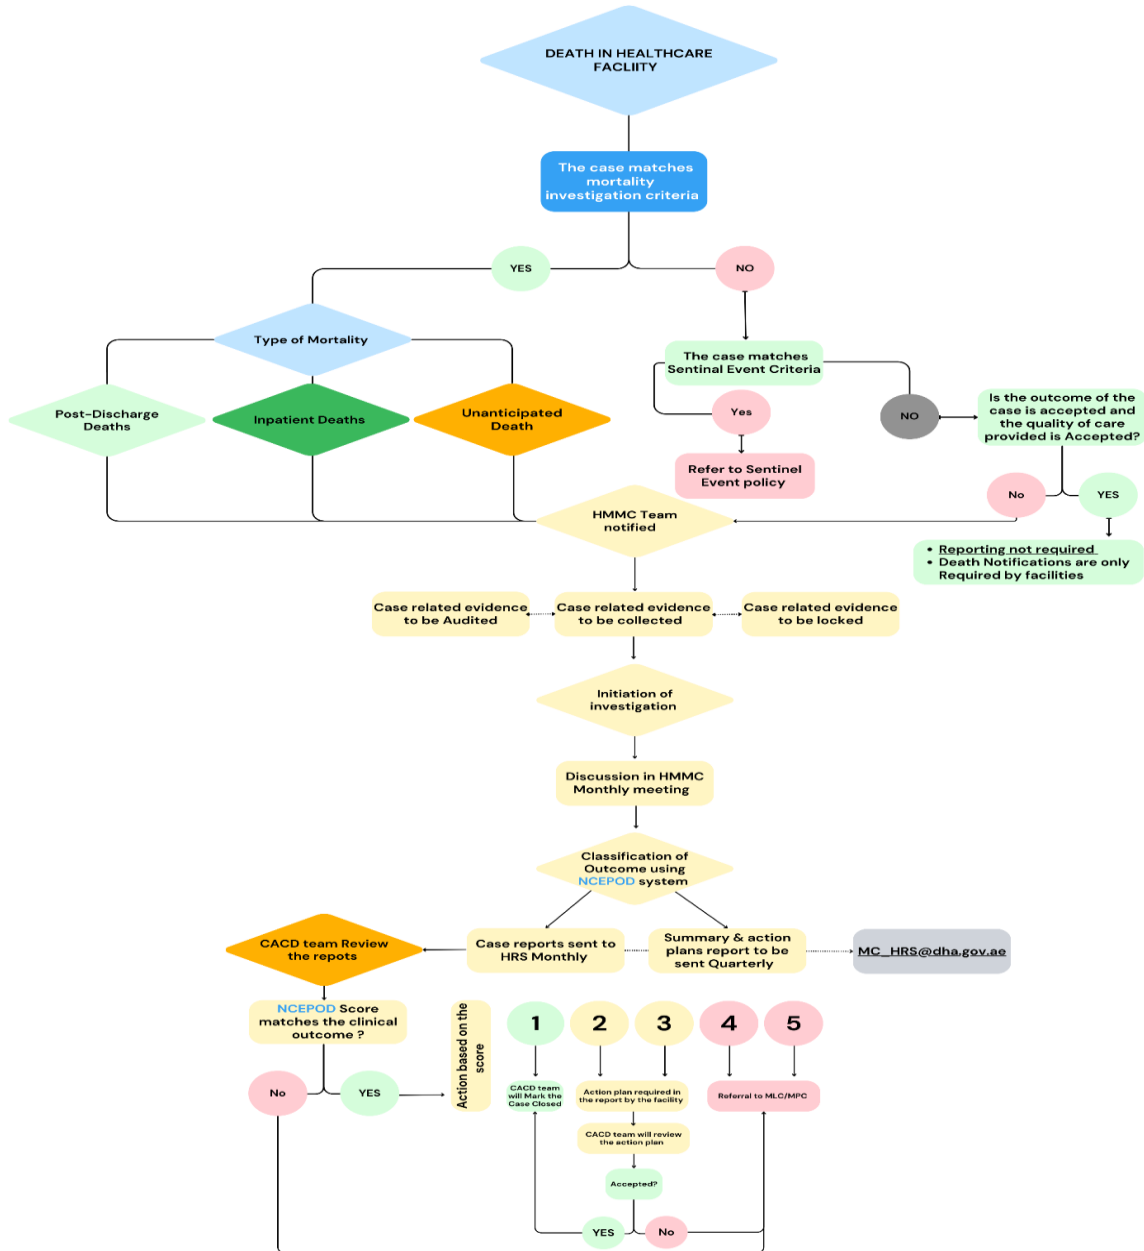 DEATH IN HEALTHCARE
FACLIITY
The case matches
mortality
investigation criteria
YES
NO
Type of Mortality
The case matches
Sentinal Event Criteria
Post-Discharge
Deaths
Inpatient Deaths
Unanticipated
Death
Yes
NO
Is the outcome of the
case is accepted and
the quality of care
provided is Accepted?
Refer to Sentinel
Event policy
No
YES
HMMC Team
notified
• Reporting not required
• Death Notifications are only
Required by facilities
Case related evidence
to be Audited
Case related evidence
to be collected
Case related evidence
to be locked
Initiation of
investigation
Discussion in HMMC
Monthly meeting
Classification of
Outcome using
NCEPOD system
CACD team Review
the repots
Case reports sent to
HRS Monthly
Summary & action
plans report to be
sent Quarterly
MC_HRS@dha.gov.ae
NCEPOD Score
matches the clinical
outcome ?
No
YES
Action based on the
score
1
2
3
4
5
CACD team
will Mark the
Case Closed
Action plan required in
the report by the facility
Referral to MLC/MPC
CACD team will review
the action plan
Accepted?
YES
No